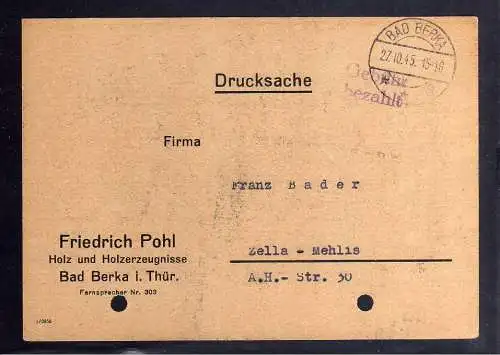 BAD BERKA
27.10.45. 15-16
Drucksache
Gebühr
bezahlt
Firma
Franz Bader
Friedrich Pohl
Holz und Holzerzeugnisse
Bad Berka i. Thür.
Fernsprecher Nr. 303
Zella - Mehlis
A.H.- Str. 30